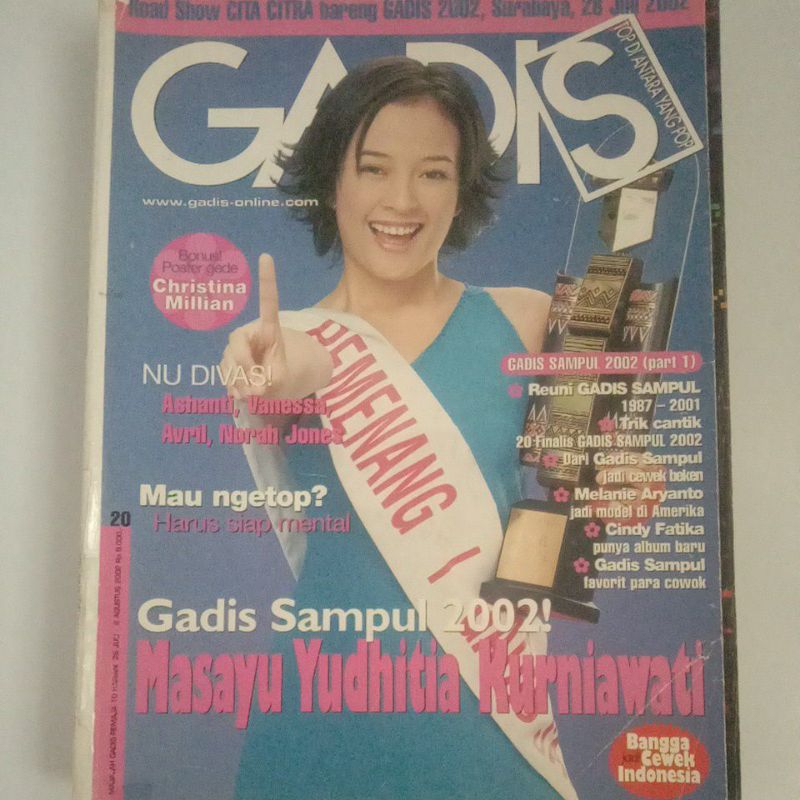 Road Show CITA CITRA bareng GADIS 2002, Surabaya, 28 Juli 2002
GADIS
TOP DI ANTARA YANG POP
www.gadis-online.com
Bonus!
Poster gede
Christina
Millian
NU DIVAS!
Ashanti, Vanessa,
Avril, Norah Jones
Mau ngetop?
Harus siap mental
PEMENANG I
GADIS SAMPUL 2002 (part 1)
Reuni GADIS SAMPUL
1987 – 2001
Trik cantik
20 Finalis GADIS SAMPUL 2002
Dari Gadis Sampul
jadi cewek beken
Melanie Aryanto
jadi model di Amerika
Cindy Fatika
punya album baru
Gadis Sampul
favorit para cowok
20
Gadis Sampul 2002!
Masayu Yudhitia Kurniawati
Bangga
jadi Cewek
Indonesia